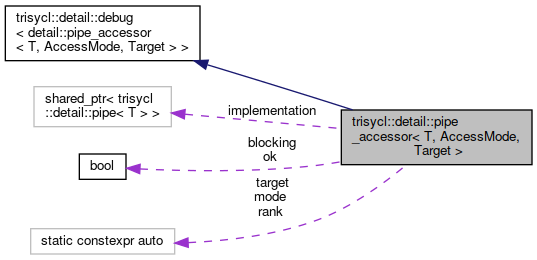 trisycl::detail::debug
< detail::pipe_accessor
< T, AccessMode, Target > >
shared_ptr< trisycl
::detail::pipe< T > >
implementation
trisycl::detail::pipe
_accessor< T, AccessMode,
Target >
blocking
ok
bool
target
mode
rank
static constexpr auto